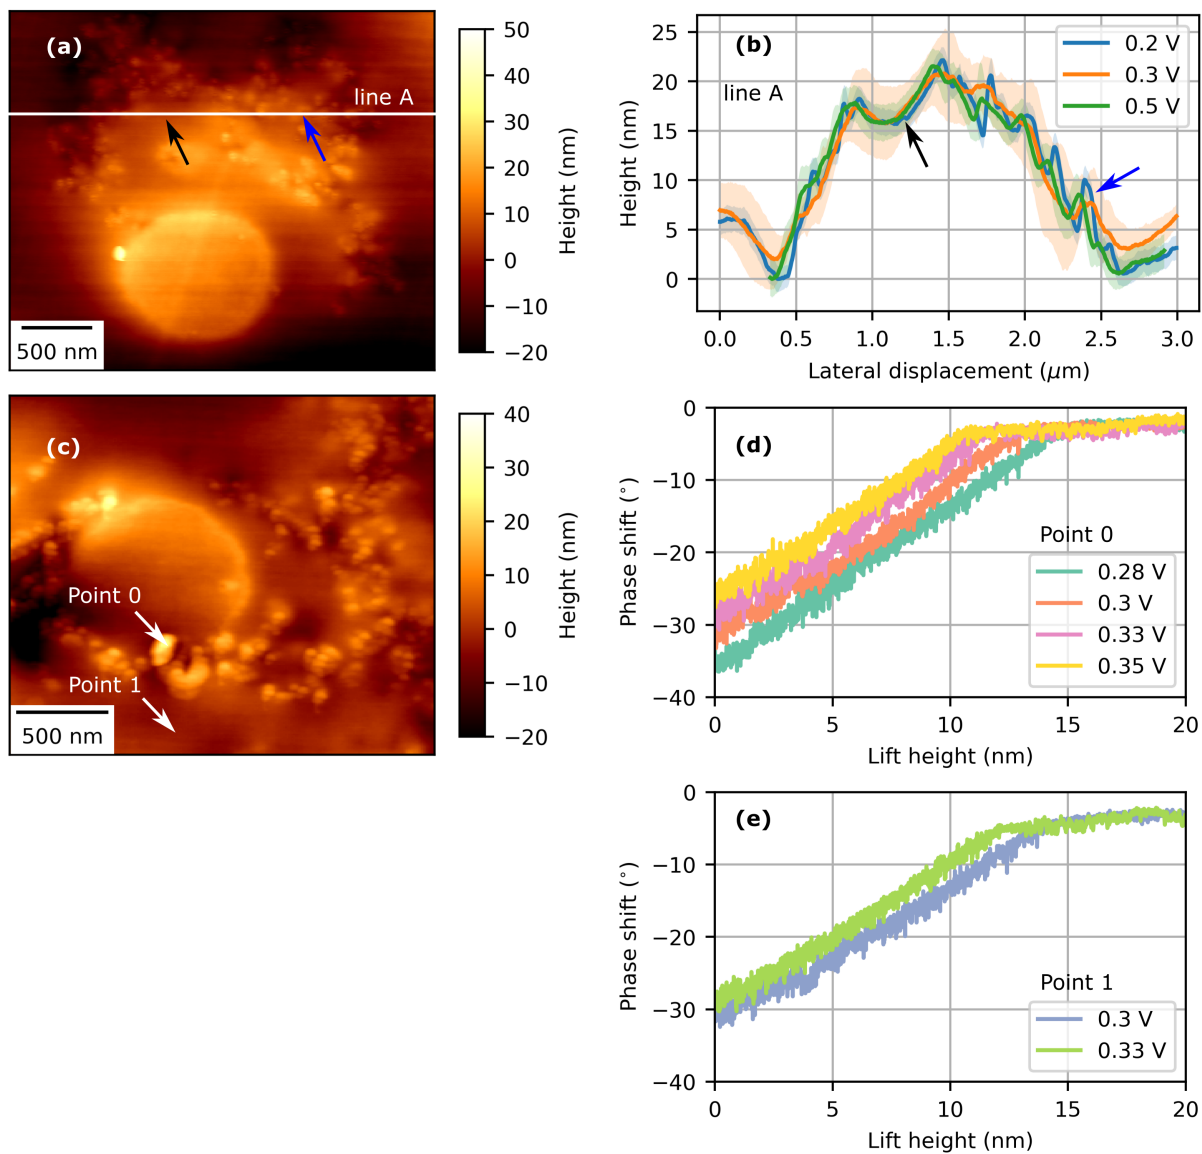 (a)
line A
500 nm
50
40
30
20
10
0
−10
−20
Height (nm)
(b)
line A
0.2 V
0.3 V
0.5 V
25
20
15
10
5
0
Height (nm)
0.0 0.5 1.0 1.5 2.0 2.5 3.0
Lateral displacement (μm)
(c)
Point 0
Point 1
500 nm
40
30
20
10
0
−10
−20
Height (nm)
(d)
Point 0
0.28 V
0.3 V
0.33 V
0.35 V
0
−10
−20
−30
−40
Phase shift (°)
0 5 10 15 20
Lift height (nm)
(e)
Point 1
0.3 V
0.33 V
0
−10
−20
−30
−40
Phase shift (°)
0 5 10 15 20
Lift height (nm)